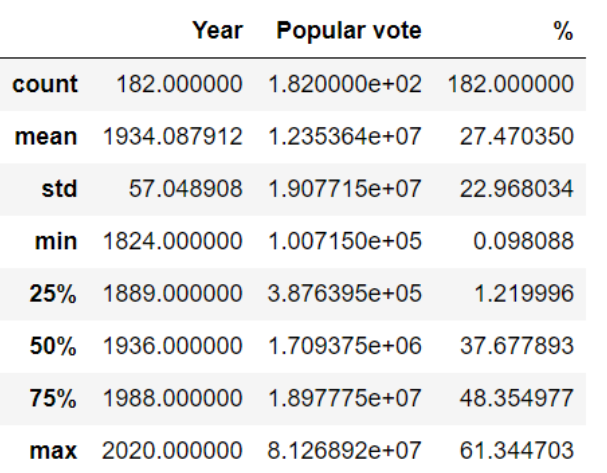 Year Popular vote %
count 182.000000 1.820000e+02 182.000000
mean 1934.087912 1.235364e+07 27.470350
std 57.048908 1.907715e+07 22.968034
min 1824.000000 1.007150e+05 0.098088
25% 1889.000000 3.876395e+05 1.219996
50% 1936.000000 1.709375e+06 37.677893
75% 1988.000000 1.897775e+07 48.354977
max 2020.000000 8.126892e+07 61.344703